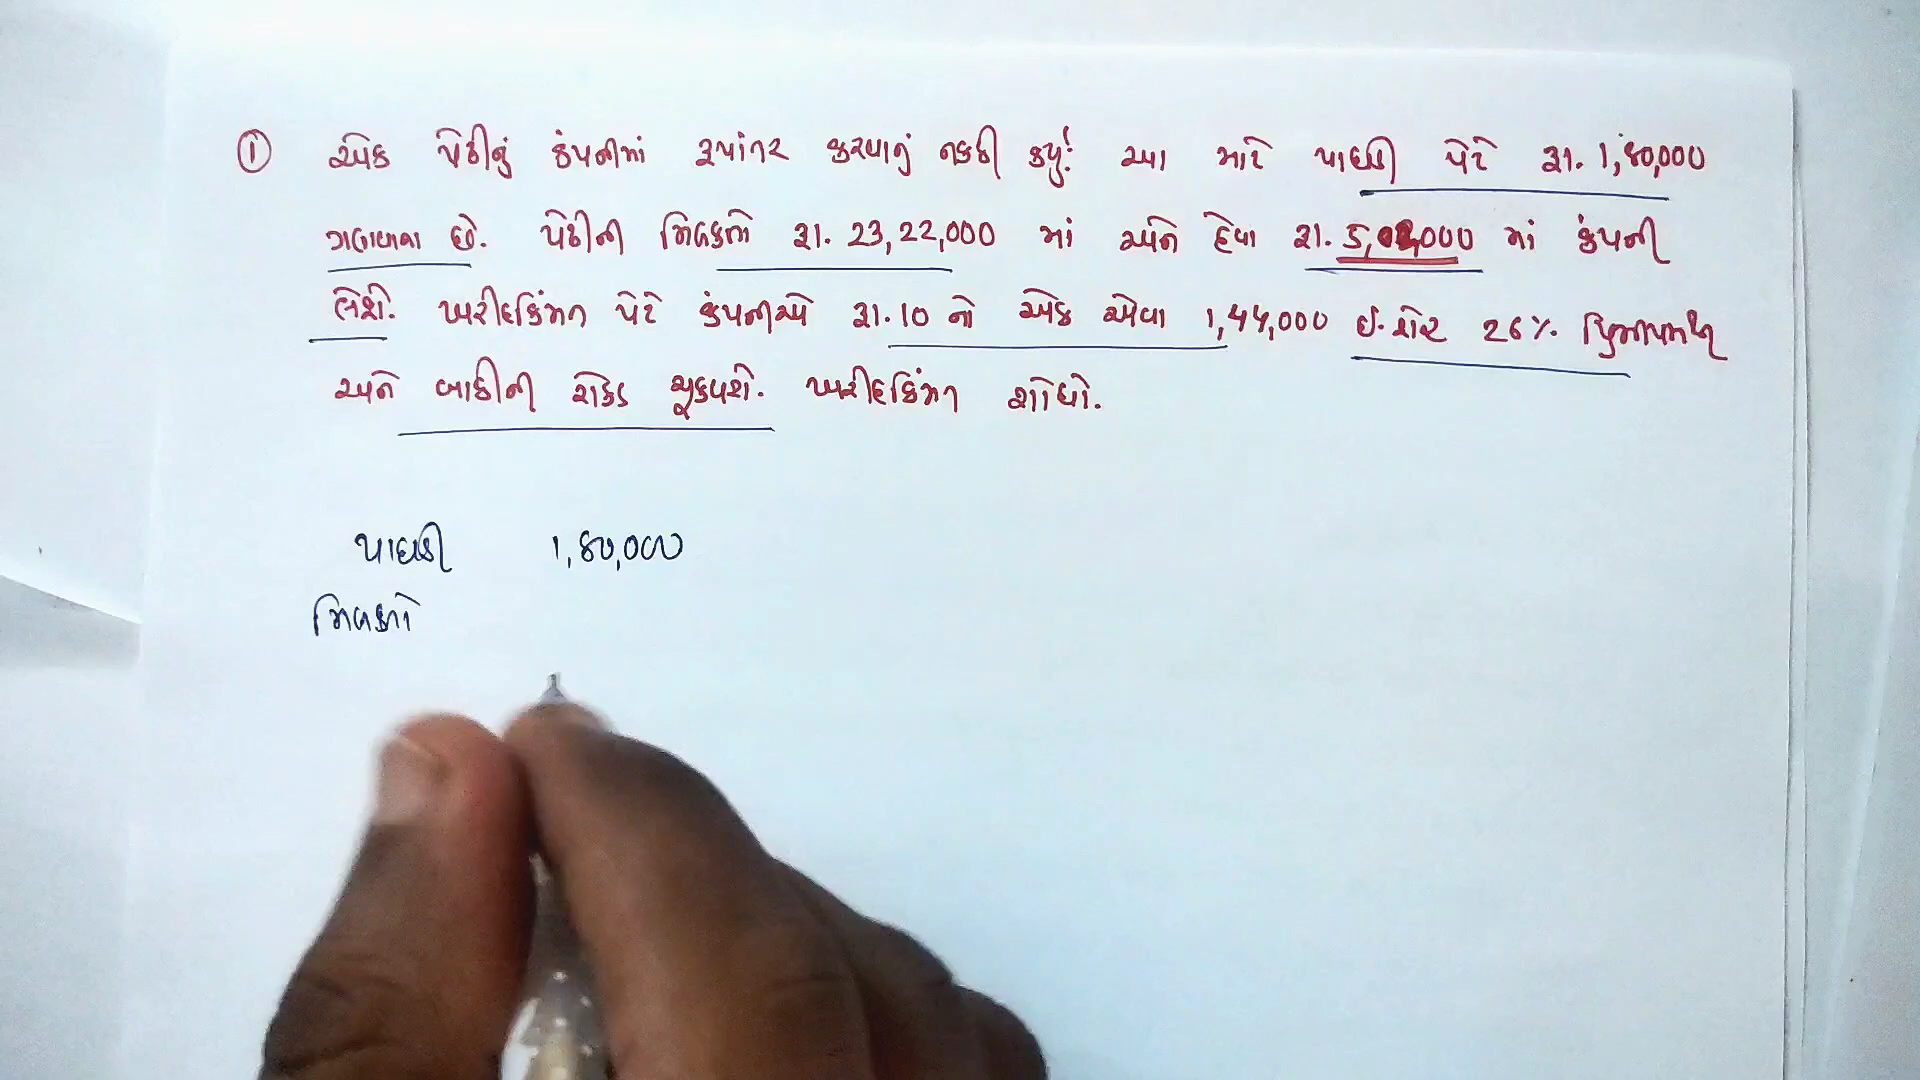 ① એક પેઢીનું કંપનીમાં રૂપાંતર કરવાનું નક્કી કર્યું. આ માટે પાઘડી પેટે રૂા. 1,80,000
ગણવાના છે. પેઢીની મિલકતો રૂા. 23,22,000 માં અને દેવા રૂા. 5,02,000 માં કંપની
લેશે. ખરીદકિંમત પેટે કંપનીએ રૂા. 10 નો એક એવા 1,44,000 ઈ. શેર 26%. પ્રિમીયમથી
અને બાકીની રોકડ ચૂકવશે. ખરીદકિંમત શોધો.
પાઘડી 1,80,000
મિલકતો